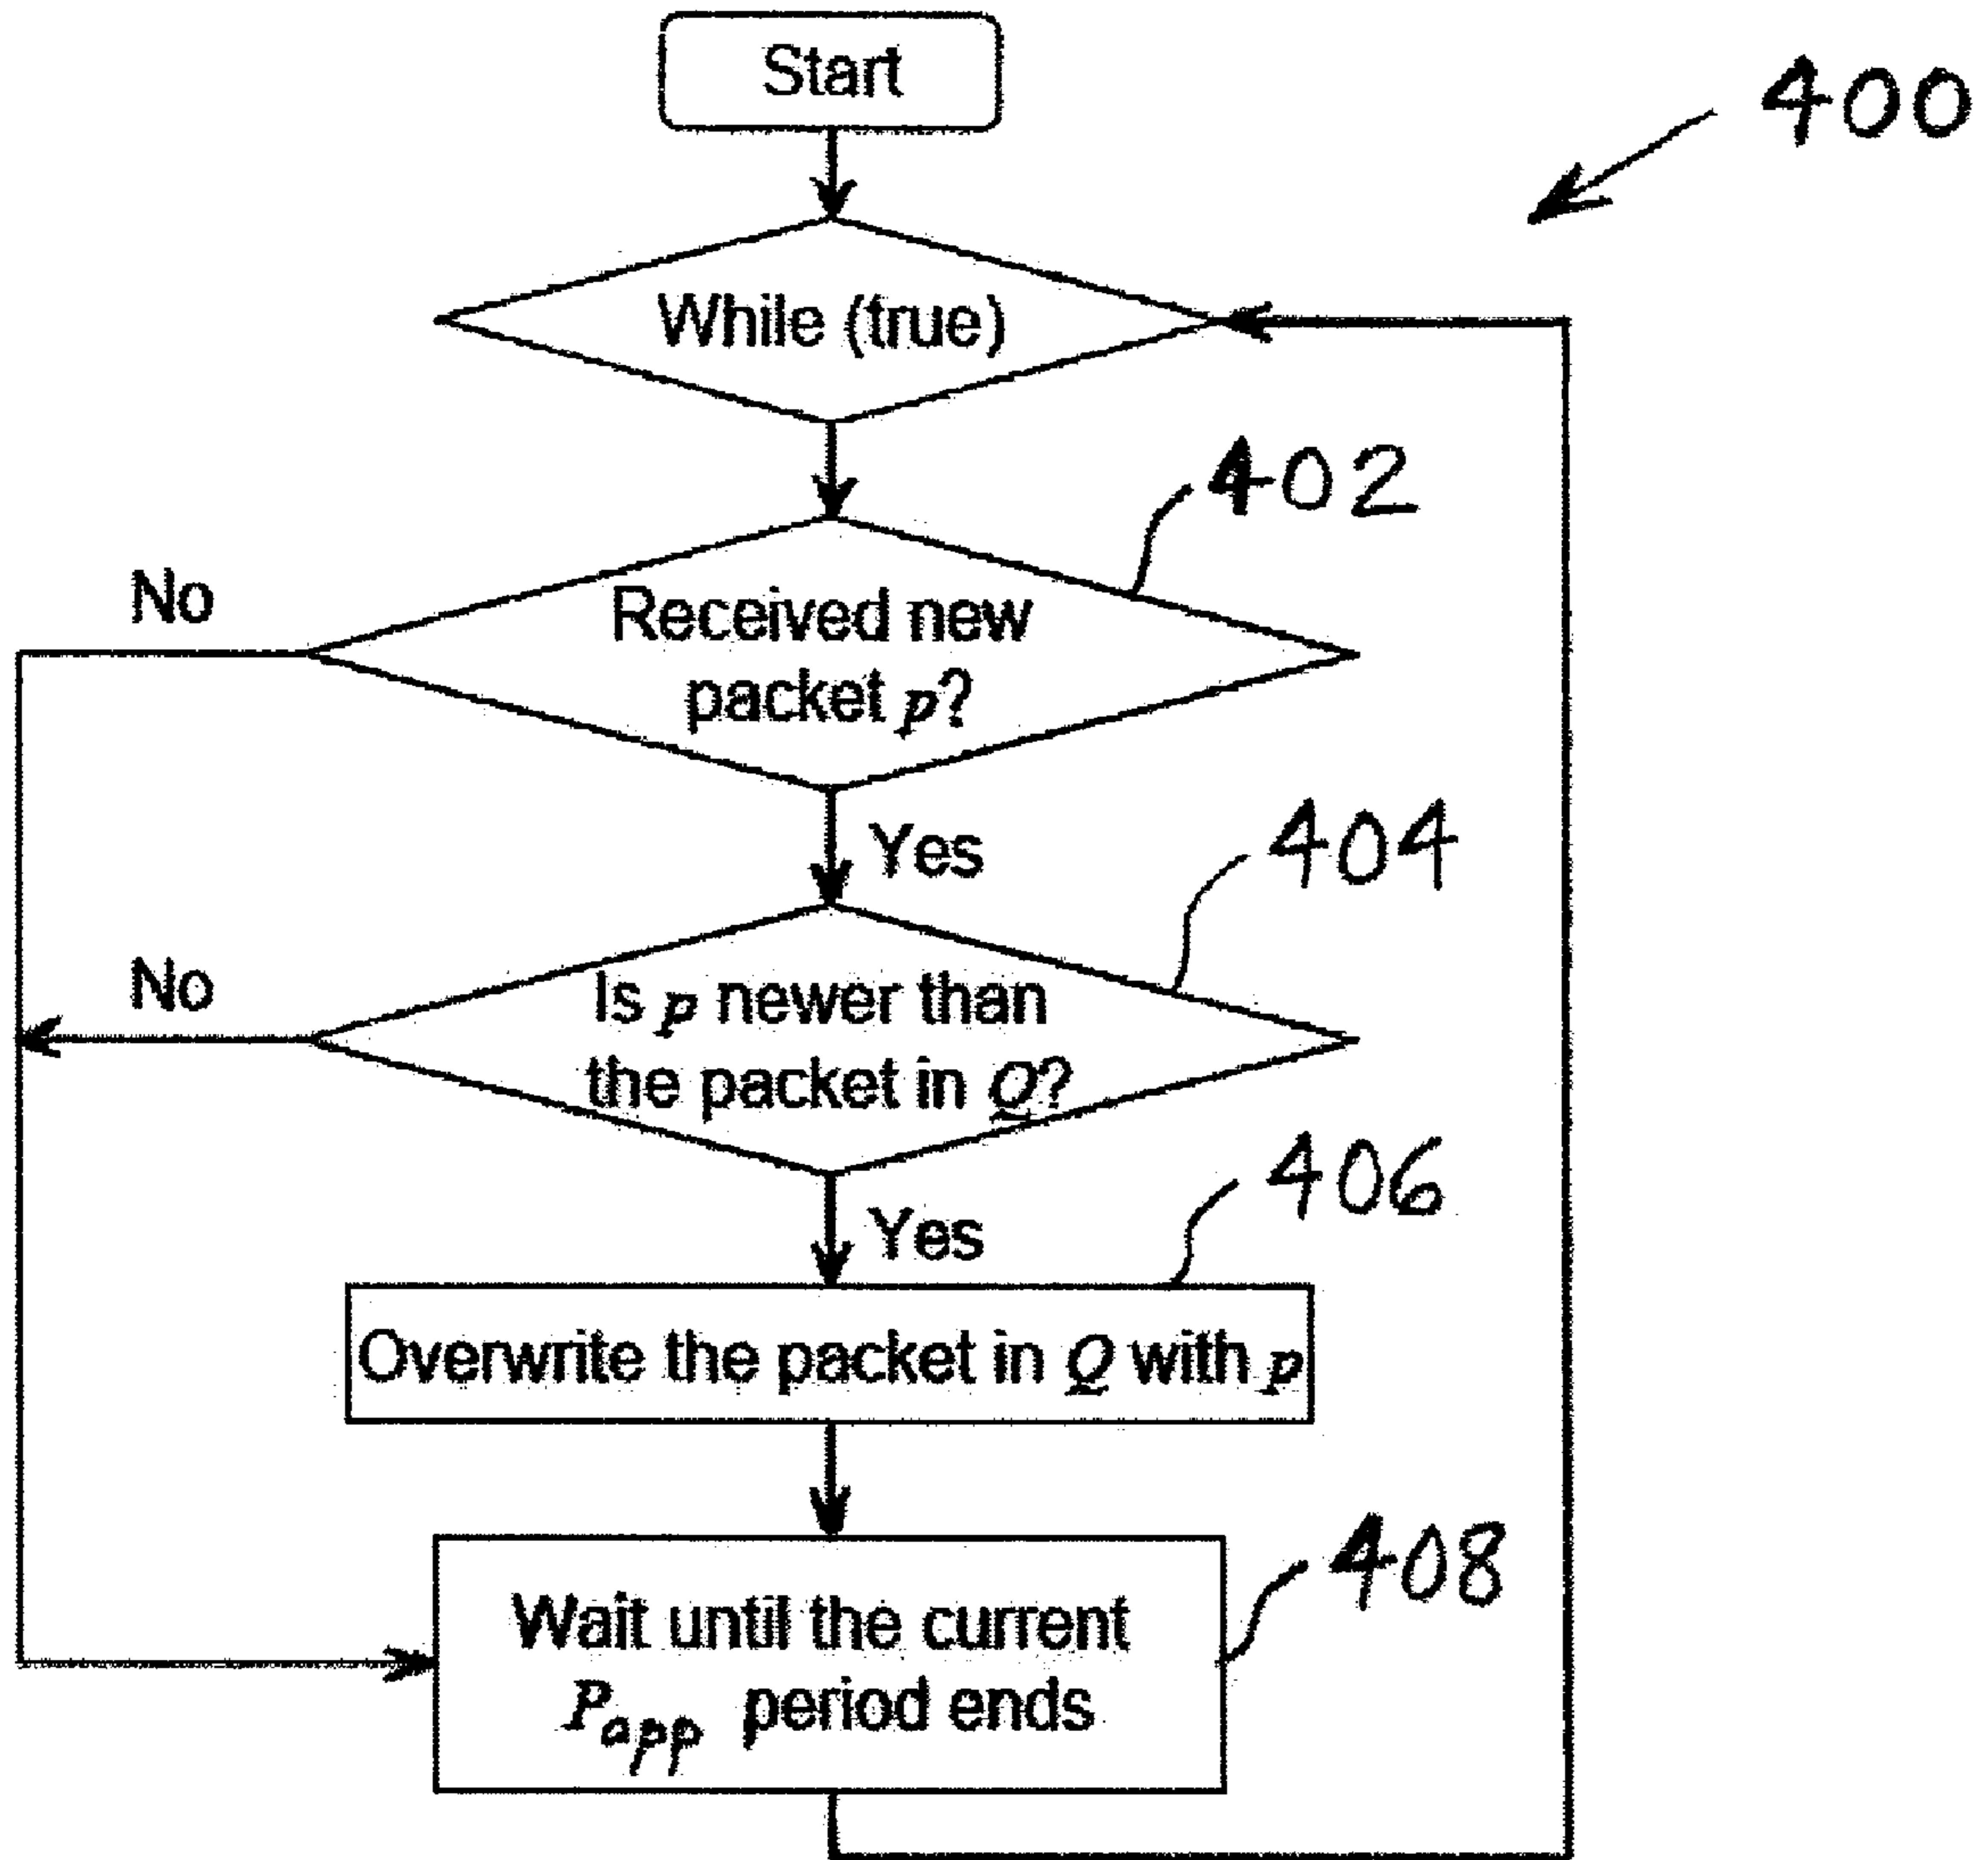 Start
400
While (true)
402
No
Received new
packet p?
Yes
404
No
Is p newer than
the packet in Q?
Yes
406
Overwrite the packet in Q with p
408
Wait until the current
P_app period ends